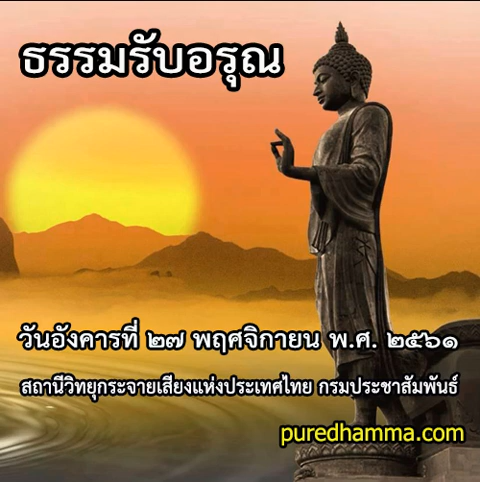 ธรรมรับอรุณ
วันอังคารที่ ๒๗ พฤศจิกายน พ.ศ. ๒๕๖๑
สถานีวิทยุกระจายเสียงแห่งประเทศไทย กรมประชาสัมพันธ์
puredhamma.com